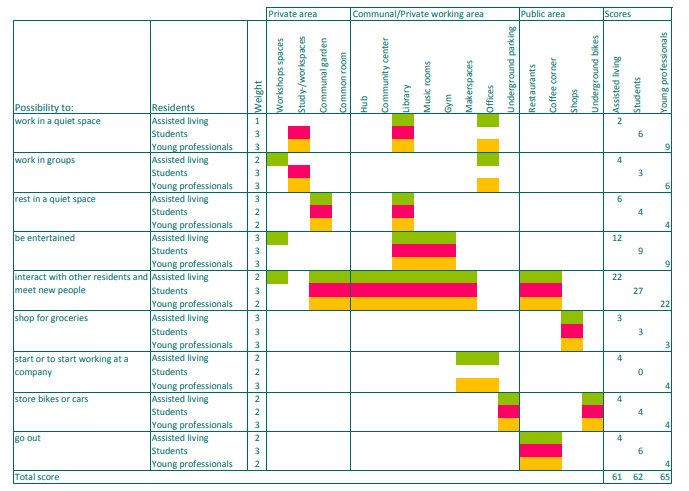 Private area Communal/Private working area Public area Scores
Possibility to: Residents Weight Workshops spaces Study-/workspaces Communal garden Common room Hub Community center Library Music rooms Gym Makerspaces Offices Underground parking Restaurants Coffee corner Shops Underground bikes Assisted living Students Young professionals
work in a quiet space Assisted living 1 2
Students 3 6
Young professionals 3 9
work in groups Assisted living 2 4
Students 3 3
Young professionals 3 6
rest in a quiet space Assisted living 3 6
Students 2 4
Young professionals 2 4
be entertained Assisted living 3 12
Students 3 9
Young professionals 3 9
interact with other residents and Assisted living 2 22
meet new people Students 3 27
Young professionals 2 22
shop for groceries Assisted living 3 3
Students 3 3
Young professionals 3 3
start or to start working at a Assisted living 2 4
company Students 2 0
Young professionals 3 4
store bikes or cars Assisted living 2 4
Students 2 4
Young professionals 3 4
go out Assisted living 2 4
Students 3 6
Young professionals 2 4
Total score 61 62 65